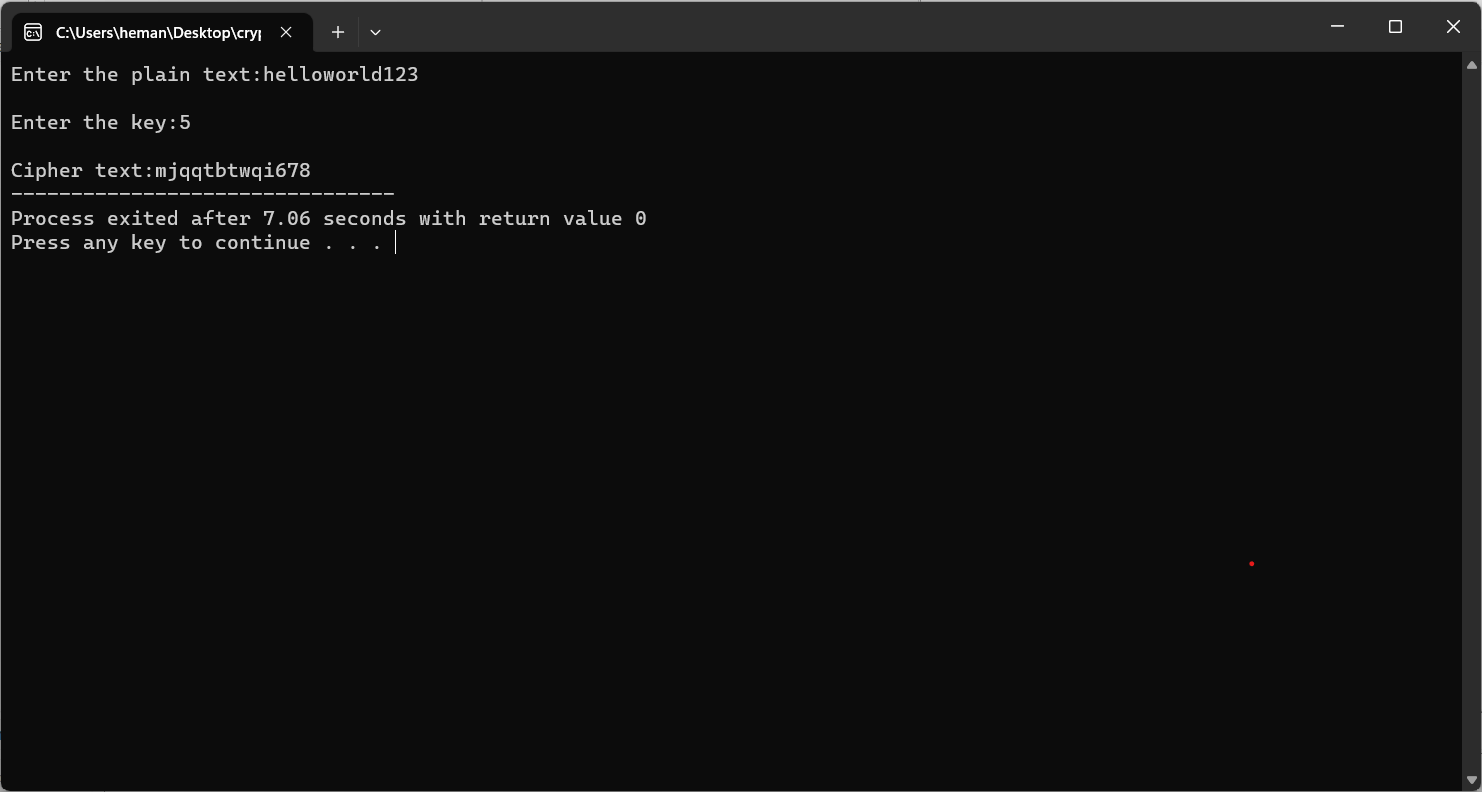 C:\Users\heman\Desktop\cryp
Enter the plain text:helloworld123
Enter the key:5
Cipher text:mjqqtbtwqi678
--------------------------------
Process exited after 7.06 seconds with return value 0
Press any key to continue . . .